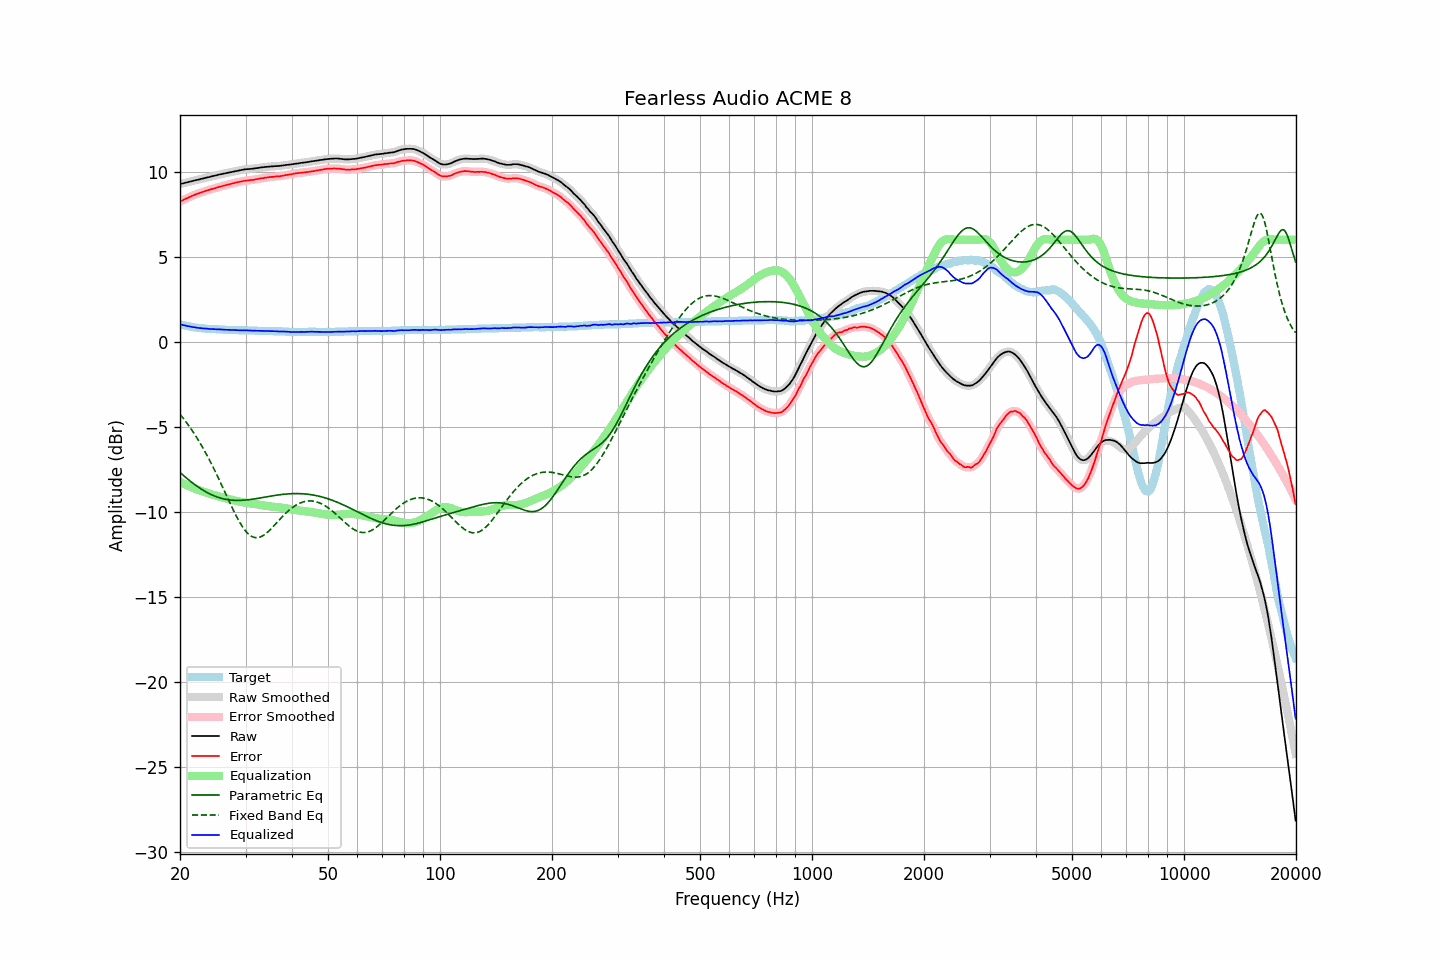 Fearless Audio ACME 8
Amplitude (dBr)
10
5
0
−5
−10
−15
−20
−25
−30
Target
Raw Smoothed
Error Smoothed
Raw
Error
Equalization
Parametric Eq
Fixed Band Eq
Equalized
20 50 100 200 500 1000 2000 5000 10000 20000
Frequency (Hz)